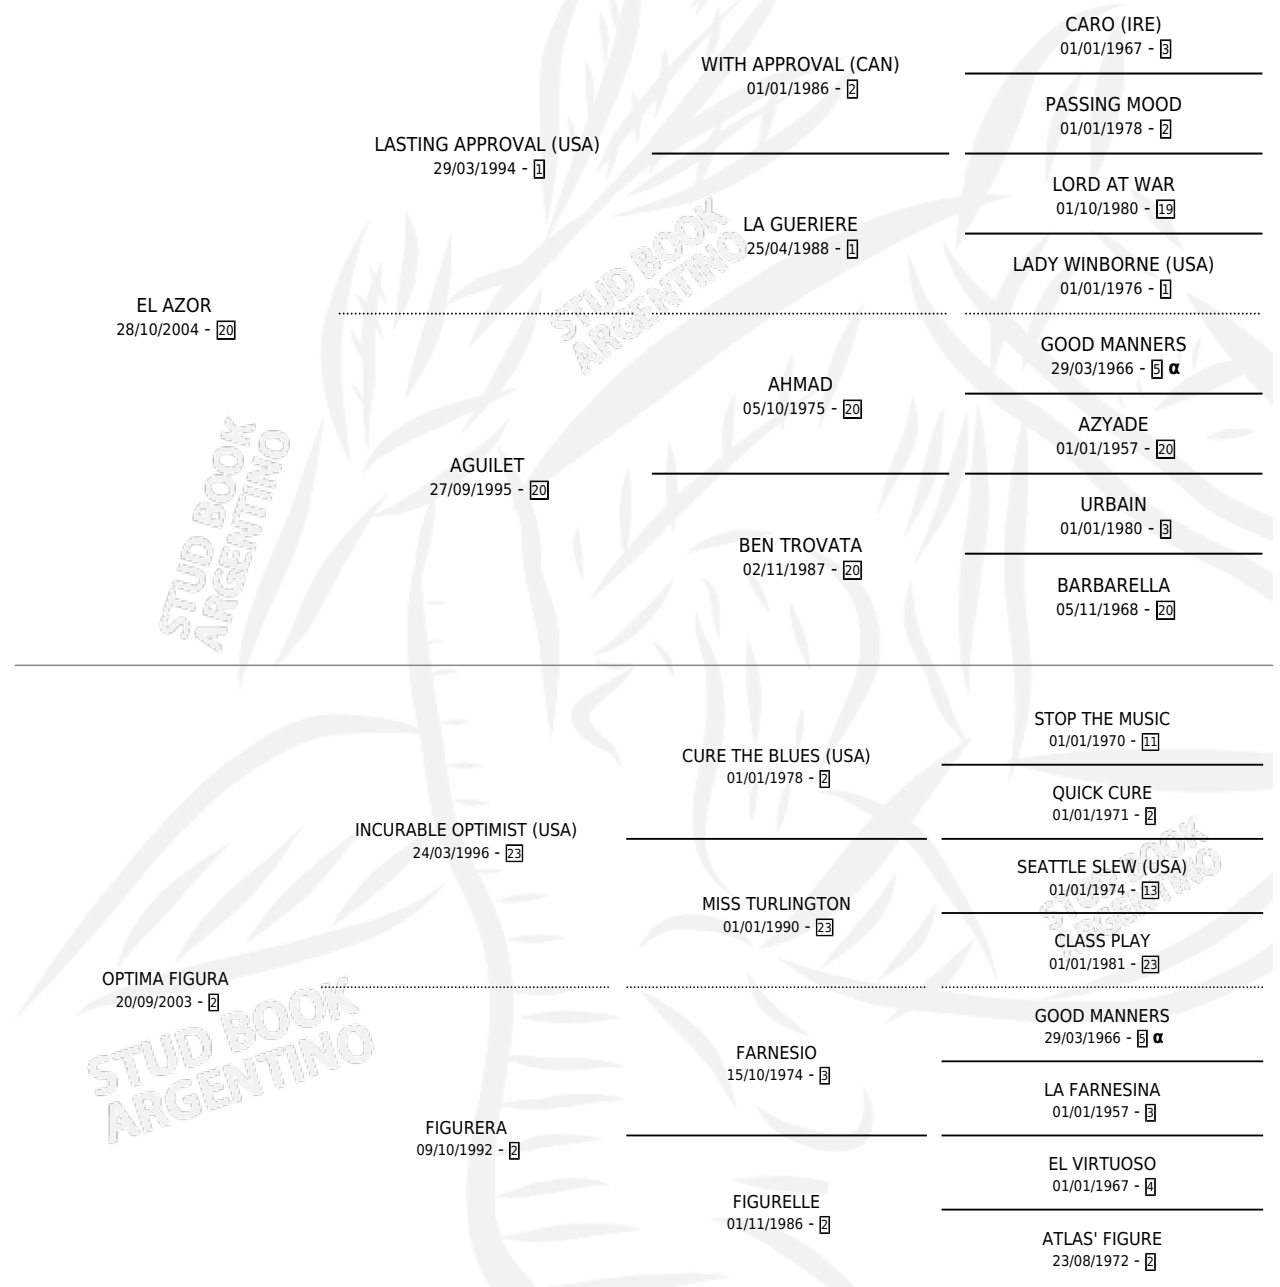 CARO (IRE)
01/01/1967 - 3
WITH APPROVAL (CAN)
01/01/1986 - 2
PASSING MOOD
01/01/1978 - 2
LASTING APPROVAL (USA)
29/03/1994 - 1
LORD AT WAR
01/10/1980 - 19
LA GUERIERE
25/04/1988 - 1
LADY WINBORNE (USA)
01/01/1976 - 1
EL AZOR
28/10/2004 - 20
GOOD MANNERS
29/03/1966 - 5 α
AHMAD
05/10/1975 - 20
AZYADE
01/01/1957 - 20
AGUILET
27/09/1995 - 20
URBAIN
01/01/1980 - 3
BEN TROVATA
02/11/1987 - 20
BARBARELLA
05/11/1968 - 20
STUD BOOK
ARGENTINO
STUD BOOK
ARGENTINO
STOP THE MUSIC
01/01/1970 - 11
CURE THE BLUES (USA)
01/01/1978 - 2
QUICK CURE
01/01/1971 - 2
INCURABLE OPTIMIST (USA)
24/03/1996 - 23
SEATTLE SLEW (USA)
01/01/1974 - 13
MISS TURLINGTON
01/01/1990 - 23
CLASS PLAY
01/01/1981 - 23
OPTIMA FIGURA
20/09/2003 - 2
GOOD MANNERS
29/03/1966 - 5 α
FARNESIO
15/10/1974 - 3
LA FARNESINA
01/01/1957 - 3
FIGURERA
09/10/1992 - 2
EL VIRTUOSO
01/01/1967 - 4
FIGURELLE
01/11/1986 - 2
ATLAS' FIGURE
23/08/1972 - 2
STUD BOOK
ARGENTINO
STUD BOOK
ARGENTINO